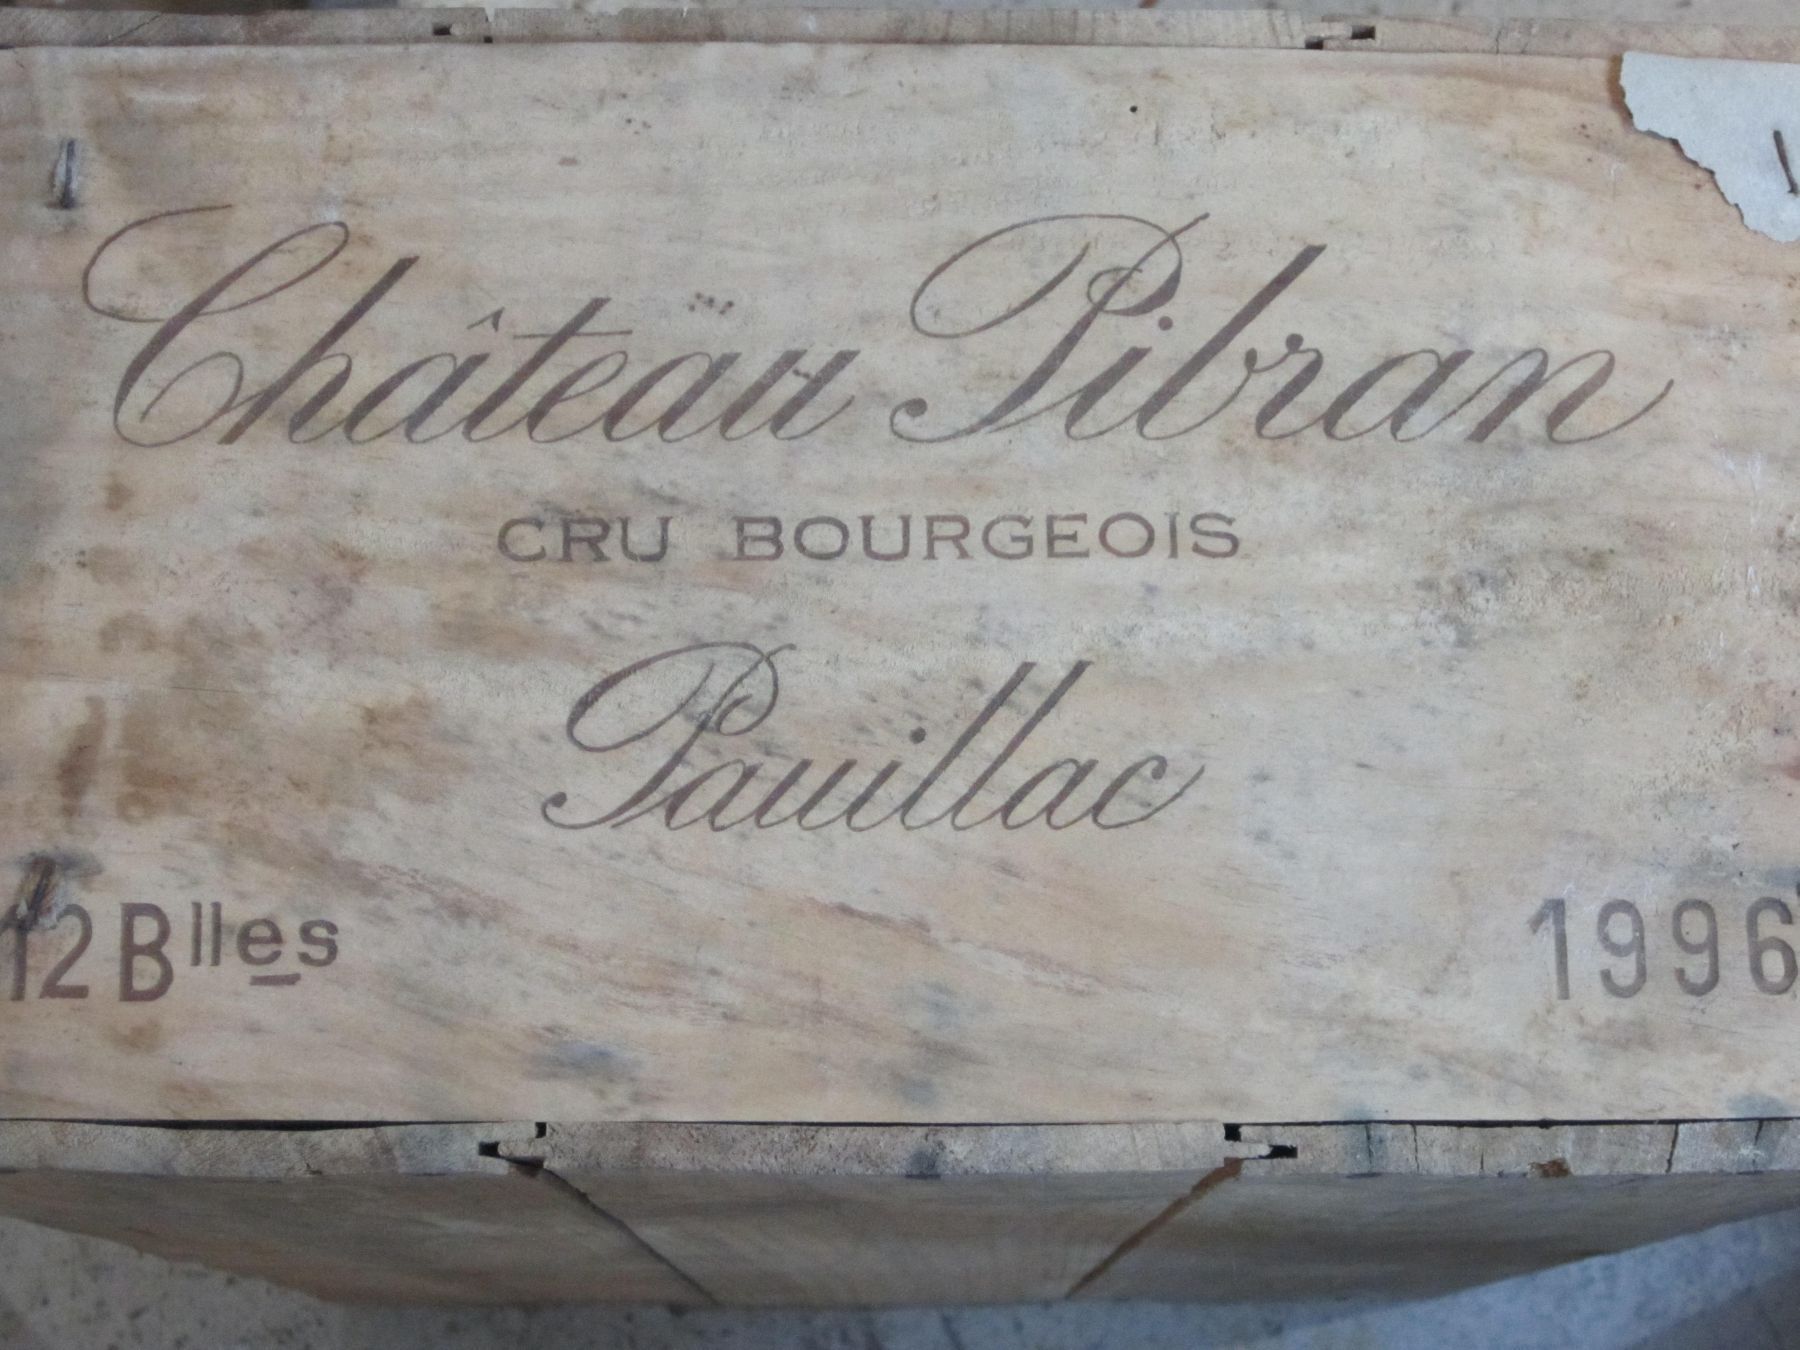 Château Pibran
CRU BOURGEOIS
Pauillac
12 Blles
1996